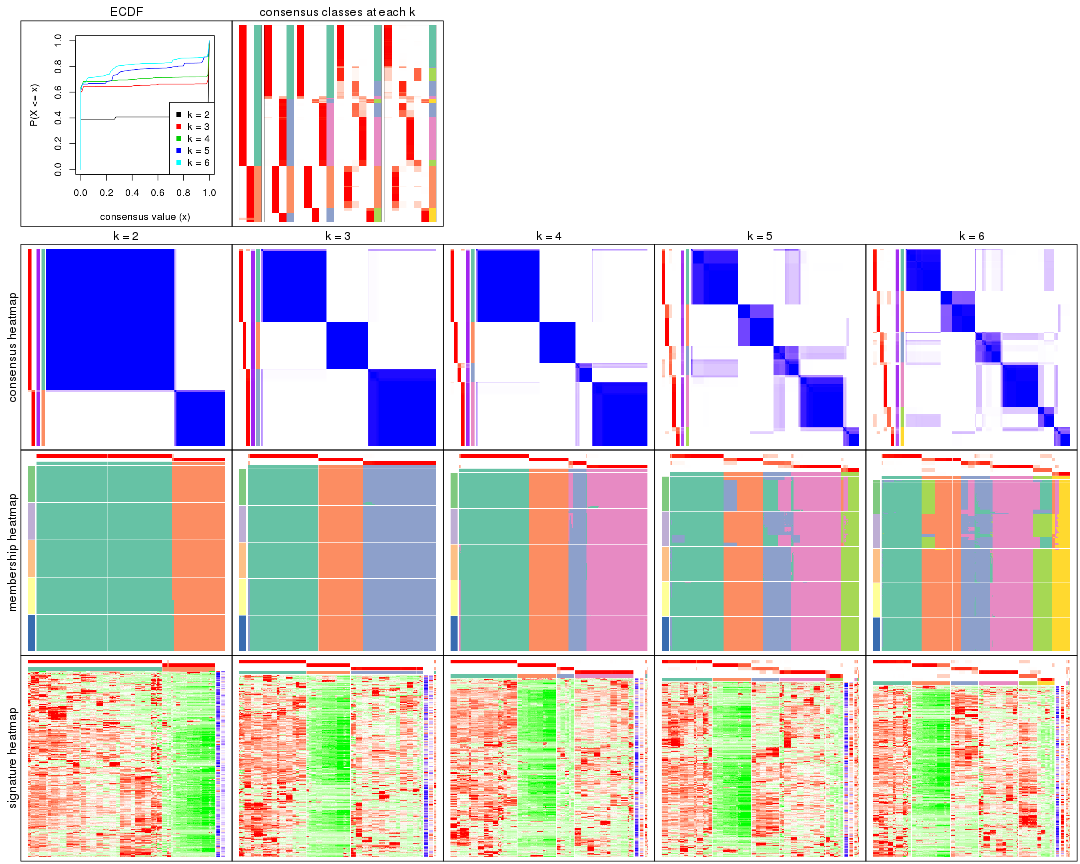 ECDF
consensus classes at each k
P(X <= x)
1.0
0.8
0.6
0.4
0.2
0.0
k = 2
k = 3
k = 4
k = 5
k = 6
0.0 0.2 0.4 0.6 0.8 1.0
consensus value (x)
k = 2
k = 3
k = 4
k = 5
k = 6
consensus heatmap
membership heatmap
signature heatmap